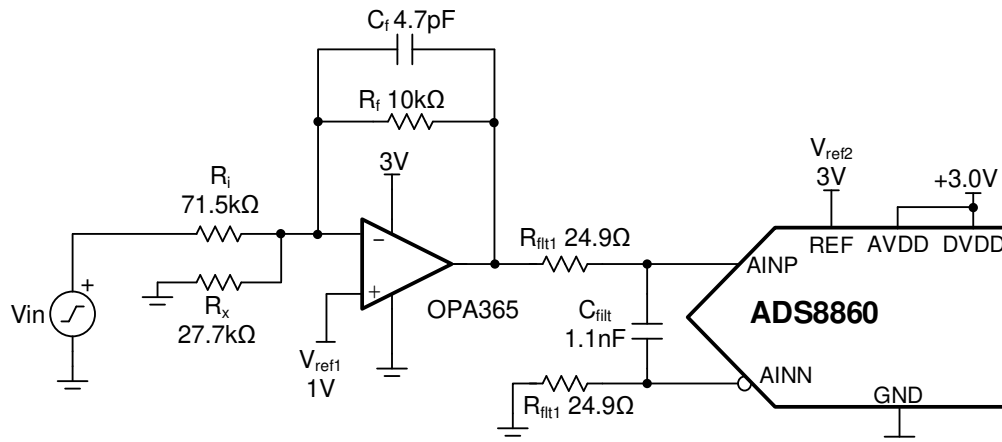 Cf 4.7pF
Rf 10kΩ
3V
Ri
71.5kΩ
Rx
27.7kΩ
Vin
+
−
+
OPA365
Vref1
1V
Rflt1 24.9Ω
Cfilt
1.1nF
Rflt1 24.9Ω
Vref2
3V
+3.0V
REF AVDD DVDD
AINP
ADS8860
AINN
GND